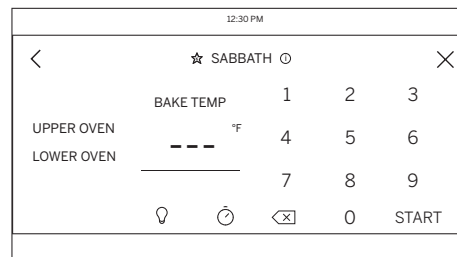 12:30 PM
SABBATH
BAKE TEMP
1 2 3
UPPER OVEN
--- °F
4 5 6
LOWER OVEN
7 8 9
0 START